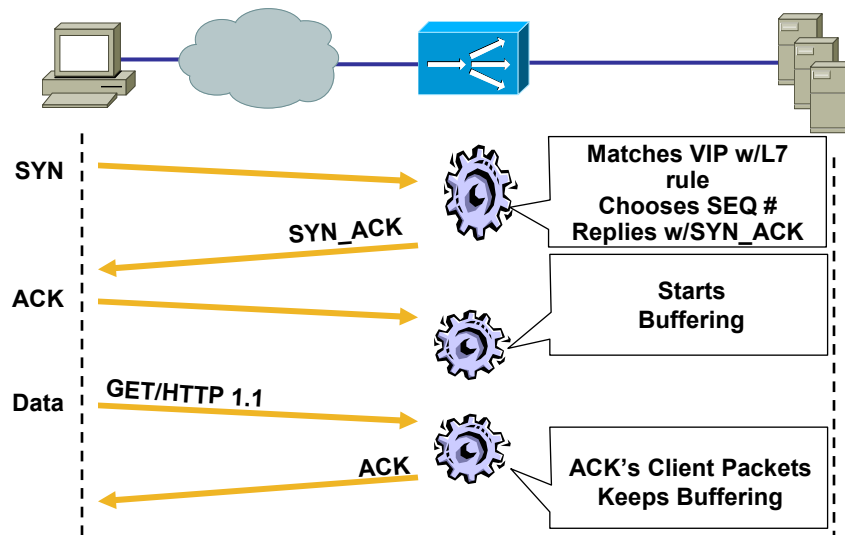 SYN
Matches VIP w/L7
rule
Chooses SEQ #
Replies w/SYN_ACK
SYN_ACK
ACK
Starts
Buffering
Data
GET/HTTP 1.1
ACK
ACK's Client Packets
Keeps Buffering